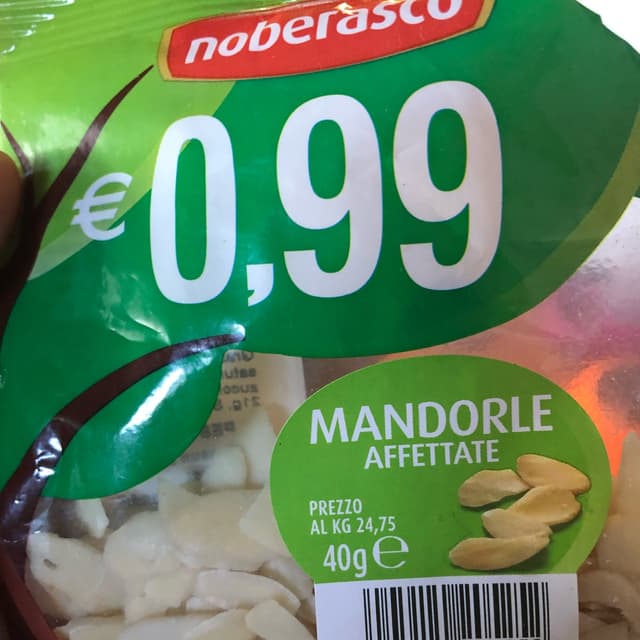 noberasco
€ 0,99
MANDORLE
AFFETTATE
PREZZO
AL KG 24,75
40g ℮